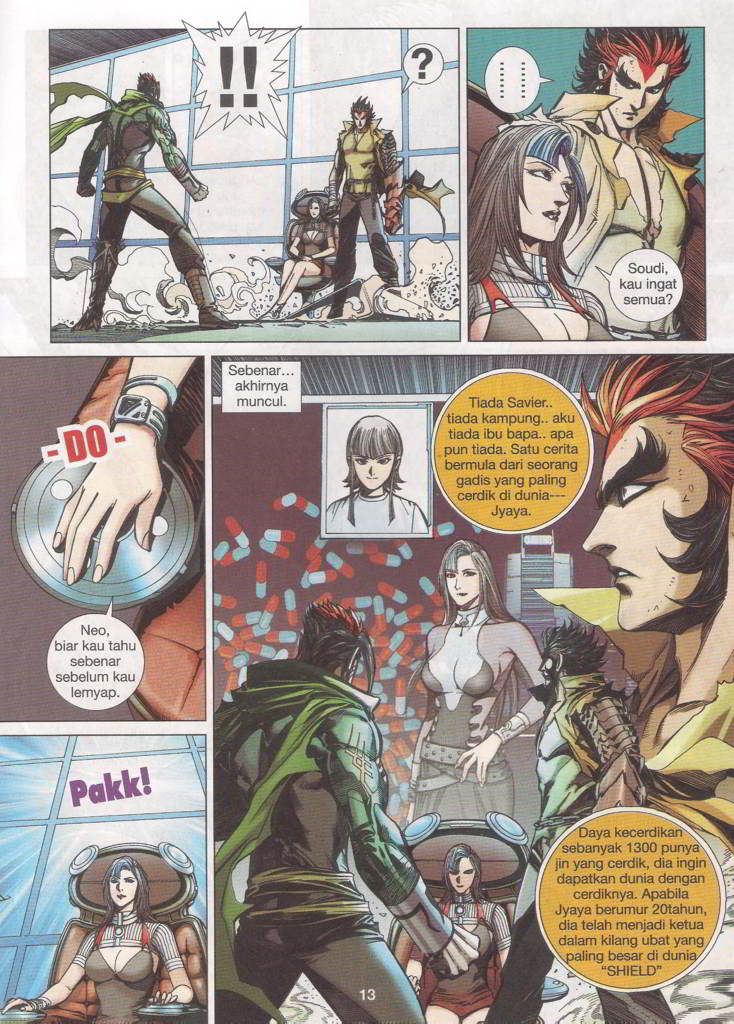 !!
?
Soudi,
kau ingat
semua?
- DO -
Neo,
biar kau tahu
sebenar
sebelum kau
lemyap.
Pakk!
Sebenar...
akhirnya
muncul.
Tiada Savier..
tiada kampung.. aku
tiada ibu bapa.. apa
pun tiada. Satu cerita
bermula dari seorang
gadis yang paling
cerdik di dunia---
Jyaya.
Daya kecerdikan
sebanyak 1300 punya
jin yang cerdik, dia ingin
dapatkan dunia dengan
cerdiknya. Apabila
Jyaya berumur 20tahun,
dia telah menjadi ketua
dalam kilang ubat yang
paling besar di dunia
“SHIELD”
13